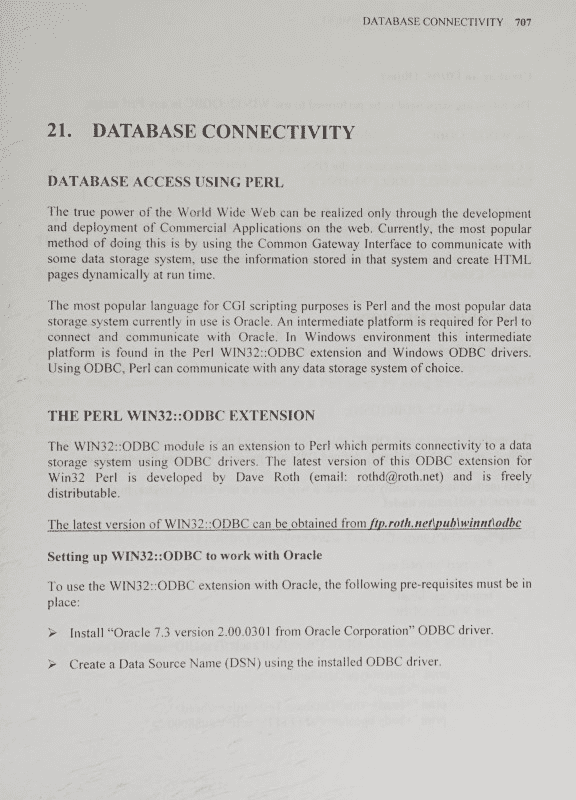 DATABASE CONNECTIVITY 707
21. DATABASE CONNECTIVITY
DATABASE ACCESS USING PERL
The true power of the World Wide Web can be realized only through the development
and deployment of Commercial Applications on the web. Currently, the most popular
method of doing this is by using the Common Gateway Interface to communicate with
some data storage system, use the information stored in that system and create HTML
pages dynamically at run time.
The most popular language for CGI scripting purposes is Perl and the most popular data
storage system currently in use is Oracle. An intermediate platform is required for Perl to
connect and communicate with Oracle. In Windows environment this intermediate
platform is found in the Perl WIN32::ODBC extension and Windows ODBC drivers.
Using ODBC, Perl can communicate with any data storage system of choice.
THE PERL WIN32::ODBC EXTENSION
The WIN32::ODBC module is an extension to Perl which permits connectivity to a data
storage system using ODBC drivers. The latest version of this ODBC extension for
Win32 Perl is developed by Dave Roth (email: rothd@roth.net) and is freely
distributable.
The latest version of WIN32::ODBC can be obtained from ftp.roth.net\pub\winnt\odbc
Setting up WIN32::ODBC to work with Oracle
To use the WIN32::ODBC extension with Oracle, the following pre-requisites must be in
place:
➢ Install “Oracle 7.3 version 2.00.0301 from Oracle Corporation” ODBC driver.
➢ Create a Data Source Name (DSN) using the installed ODBC driver.